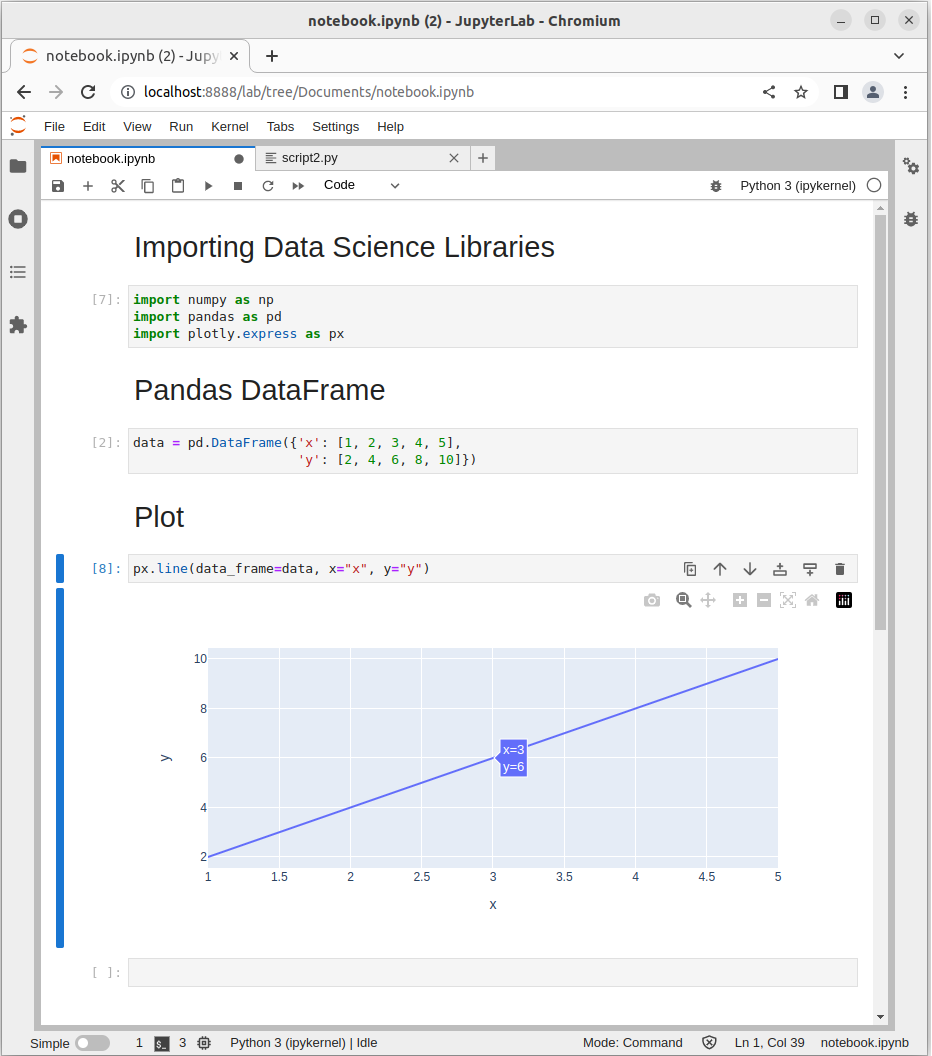 notebook.ipynb (2) - JupyterLab - Chromium
notebook.ipynb (2) - Jupy
localhost:8888/lab/tree/Documents/notebook.ipynb
File Edit View Run Kernel Tabs Settings Help
notebook.ipynb script2.py
Code Python 3 (ipykernel)
Importing Data Science Libraries
[7]: import numpy as np
import pandas as pd
import plotly.express as px
Pandas DataFrame
[2]: data = pd.DataFrame({'x': [1, 2, 3, 4, 5],
'y': [2, 4, 6, 8, 10]})
Plot
[8]: px.line(data_frame=data, x="x", y="y")
10
8
x=3
y 6 y=6
4
2
1 1.5 2 2.5 3 3.5 4 4.5 5
x
[ ]:
Simple 1 $_ 3 Python 3 (ipykernel) | Idle Mode: Command Ln 1, Col 39 notebook.ipynb